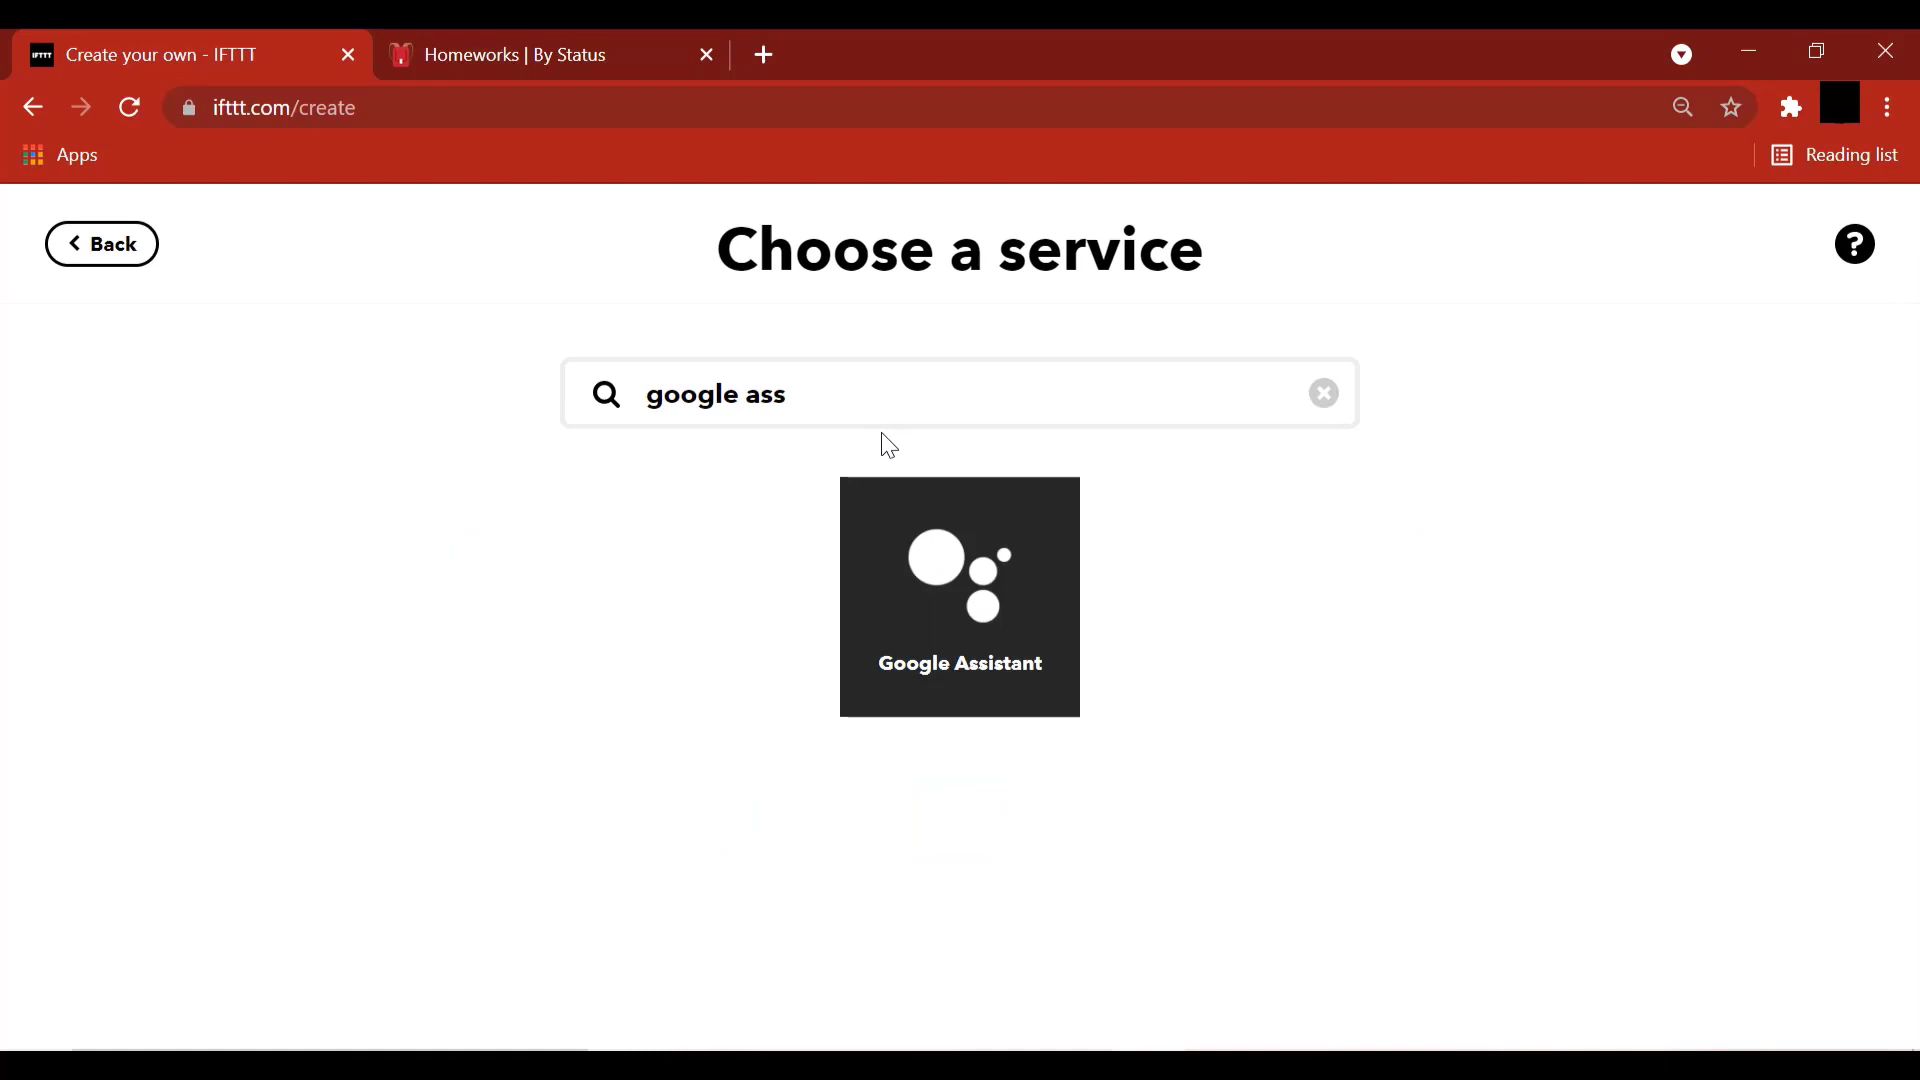 IFTTT Create your own - IFTTT
Homeworks | By Status
ifttt.com/create
Apps
Reading list
Back
Choose a service
?
google ass
Google Assistant